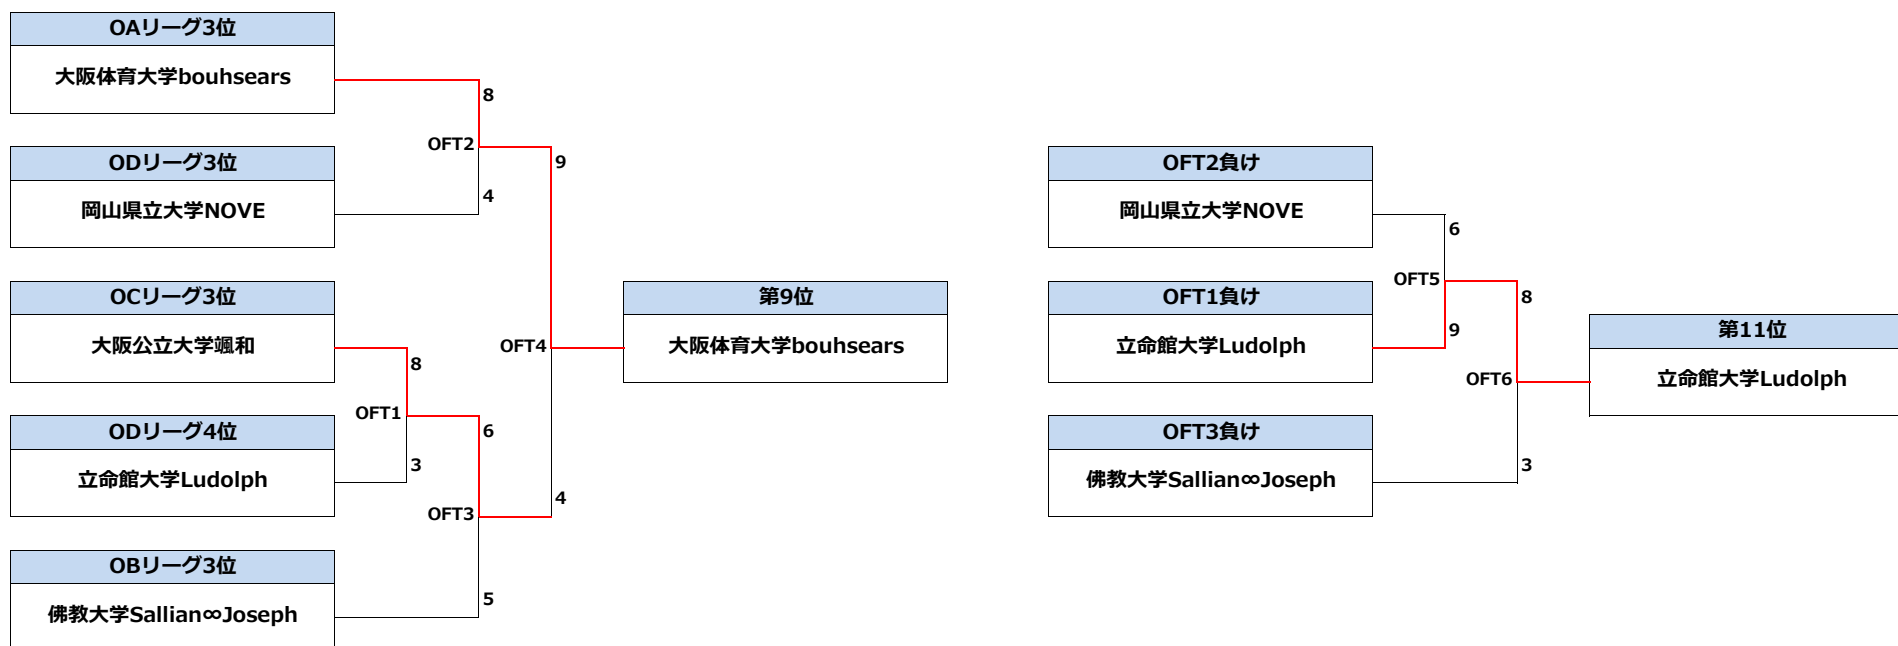 OAリーグ3位
大阪体育大学bouhsears
8
OFT2
ODリーグ3位
9
4
岡山県立大学NOVE
OCリーグ3位
大阪公立大学颯和
8
OFT4
第9位
大阪体育大学bouhsears
OFT1
ODリーグ4位
6
3
立命館大学Ludolph
4
OFT3
OBリーグ3位
5
佛教大学Sallian∞Joseph
OFT2負け
岡山県立大学NOVE
6
OFT5
OFT1負け
8
9
立命館大学Ludolph
第11位
OFT6
立命館大学Ludolph
OFT3負け
3
佛教大学Sallian∞Joseph